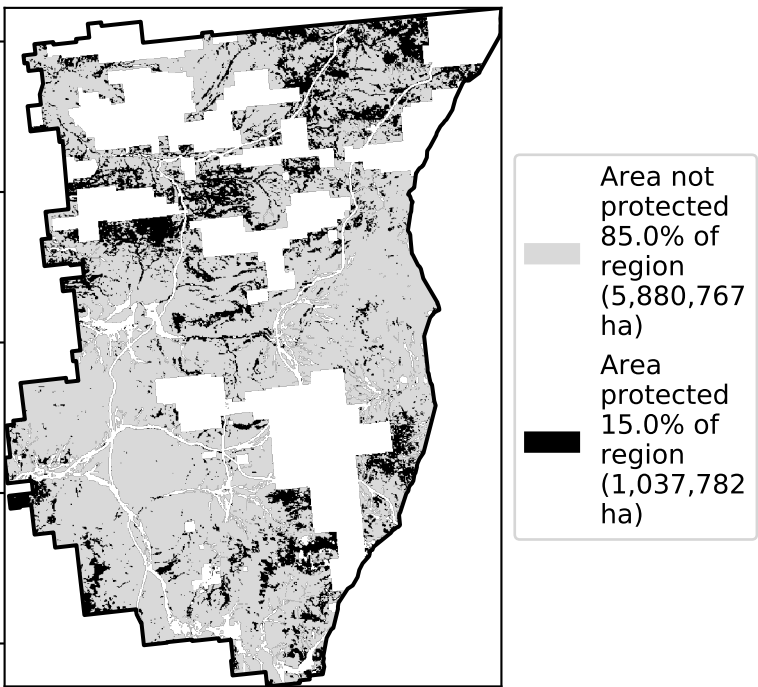 Area not
protected
85.0% of
region
(5,880,767
ha)
Area
protected
15.0% of
region
(1,037,782
ha)